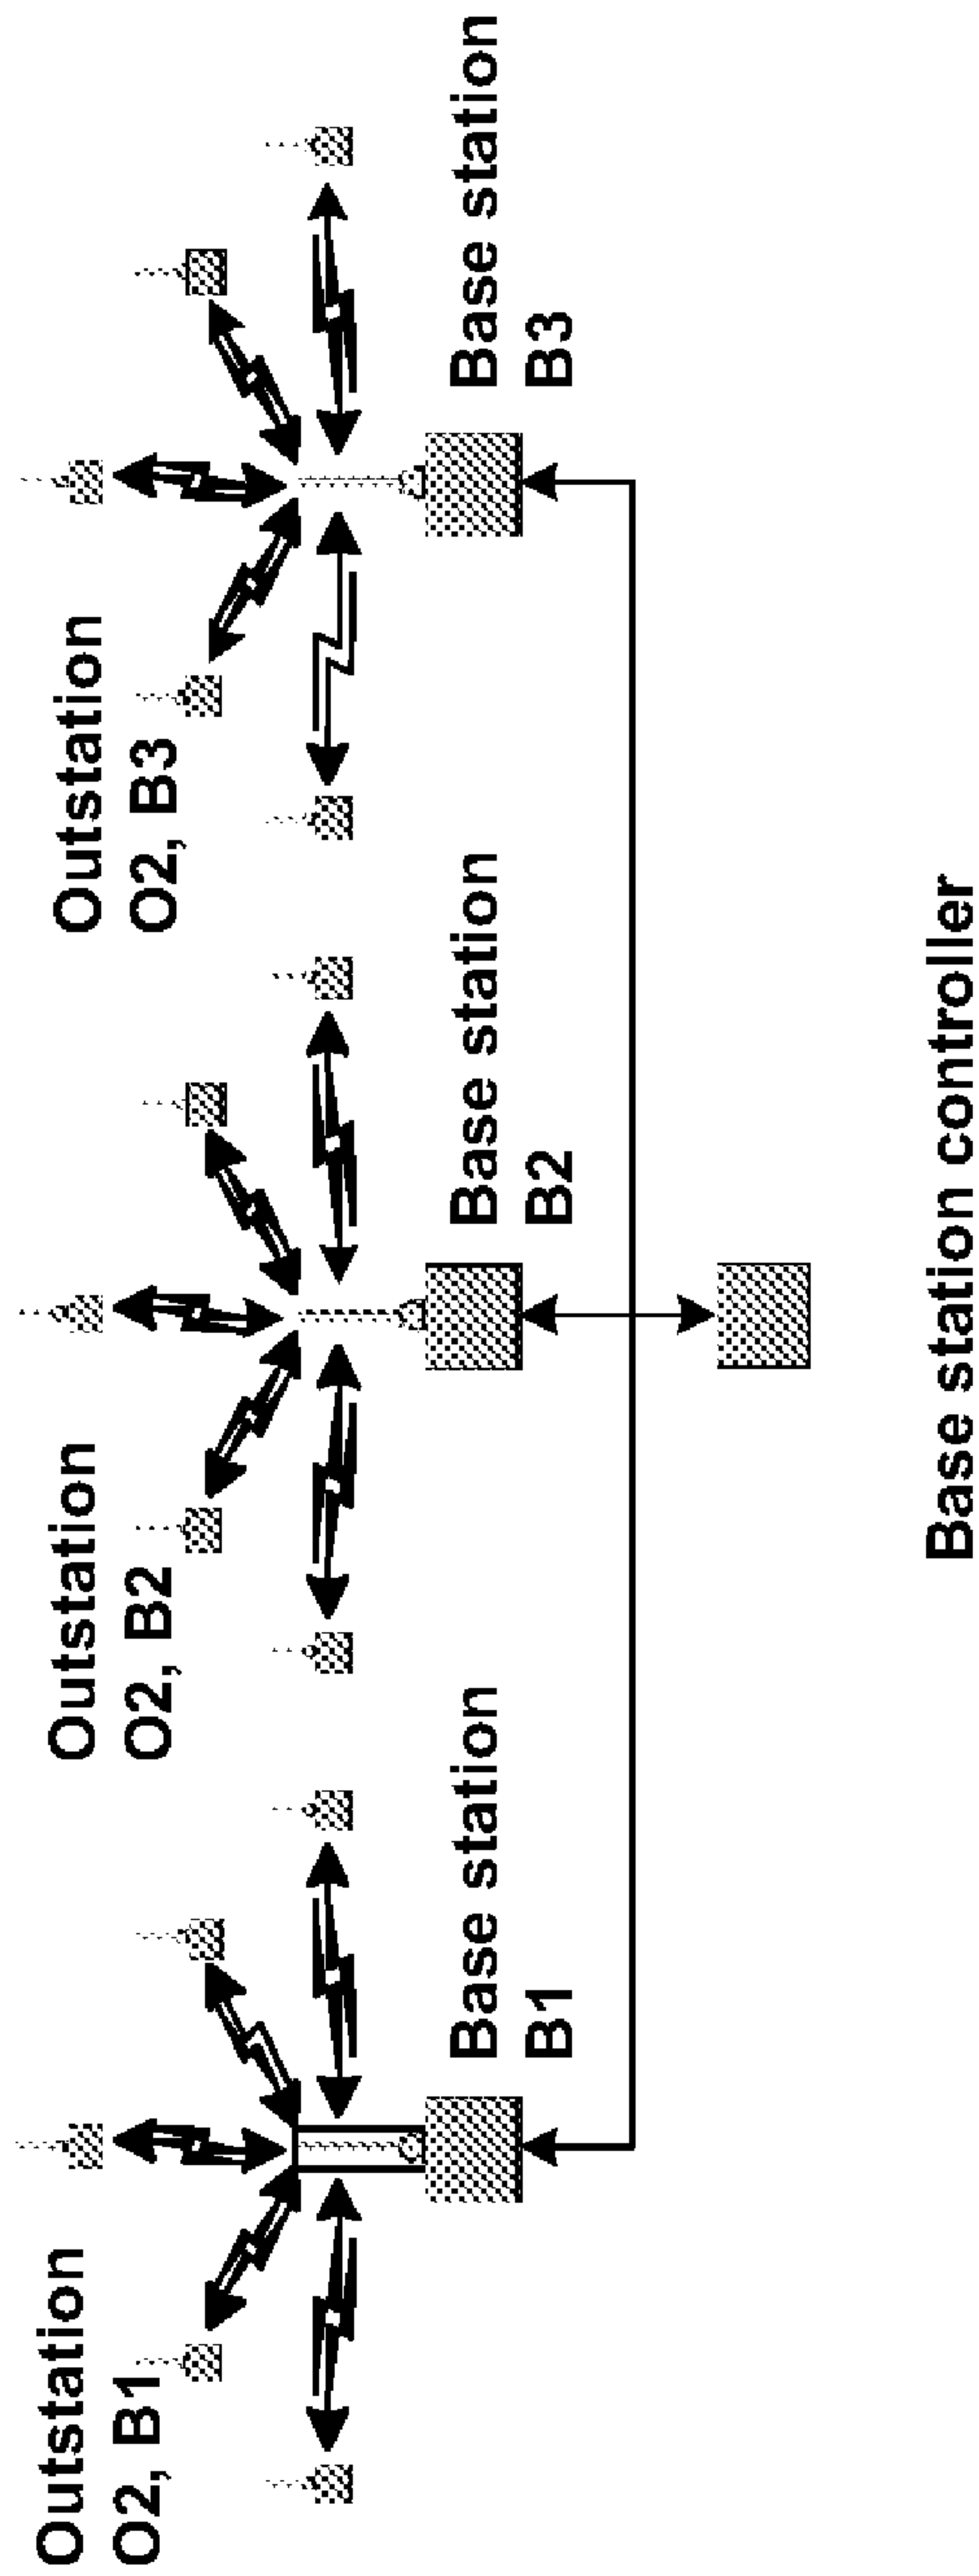 Outstation
O2, B1
Outstation
O2, B2
Outstation
O2, B3
Base station
B1
Base station
B2
Base station
B3
Base station controller